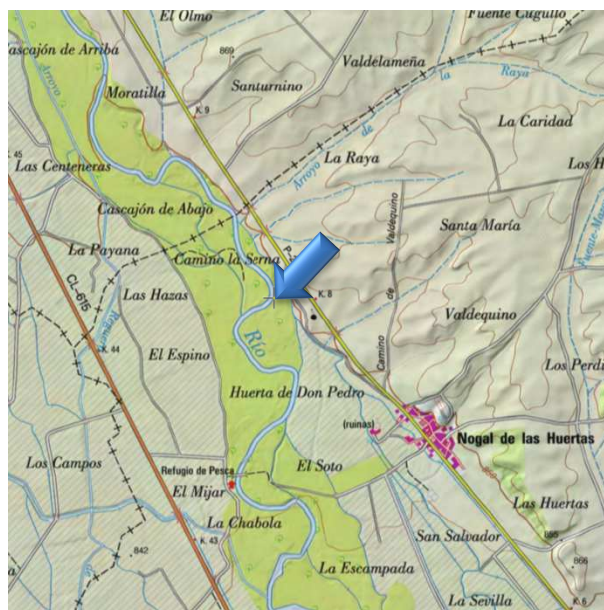 El Olmo
Fuente Cugullo
Cascajón de Arriba
869
Valdelameña
la
Raya
Santurnino
Arroyo
Moratilla
K. 9
de
La Caridad
K. 45
Las Centeneras
La Raya
Arroyo
Los H
Cascajón de Abajo
Valdequino
Santa María
La Payana
Camino la Serna
CL-615
Las Hazas
K. 8
de
Valdequino
K. 44
Río
El Espino
Camino
Los Perdi
Huerta de Don Pedro
(ruinas)
Nogal de las Huertas
Los Campos
Refugio de Pesca
El Soto
El Mijar
Las Huertas
La Chabola
San Salvador
K. 43
842
866
La Escampada
La Sevilla
K. 6